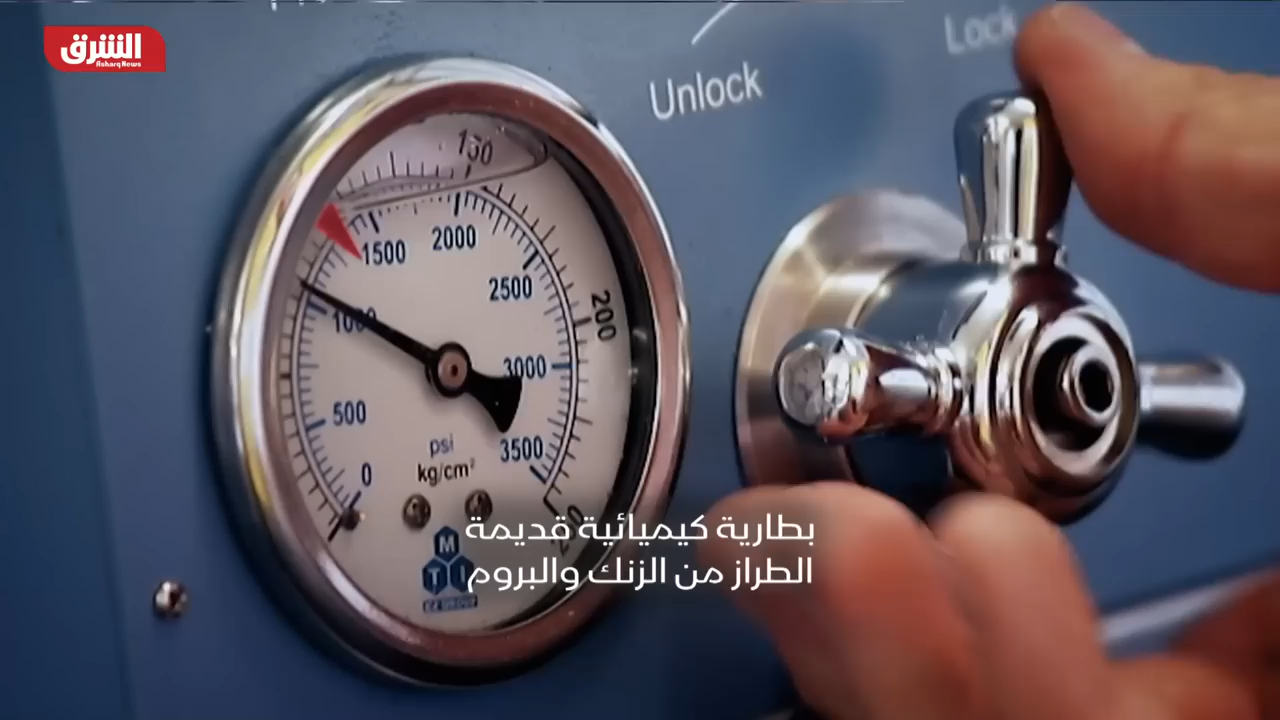 الشرق
Asharq News
Lock
Unlock
150
1500
2000
2500
1000
200
3000
500
psi
3500
kg/cm²
0
بطارية كيميائية قديمة
الطراز من الزنك والبروم
M
T I